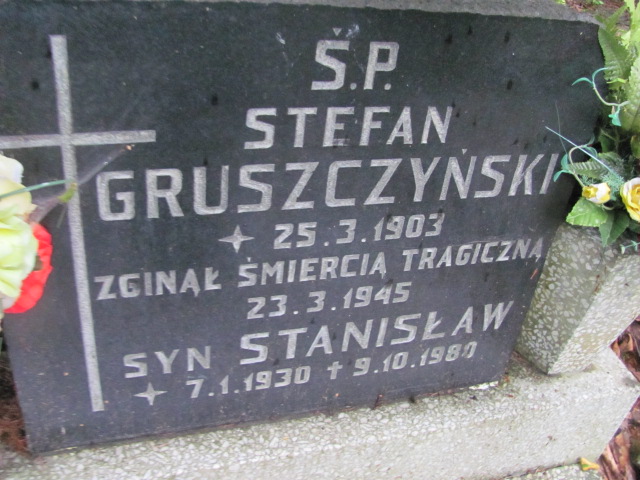 Ś.P.
STEFAN
GRUSZCZYŃSKI
✦ 25.3.1903
ZGINĄŁ ŚMIERCIĄ TRAGICZNĄ
23.3.1945
SYN STANISŁAW
✦ 7.1.1930 ✝ 9.10.1980